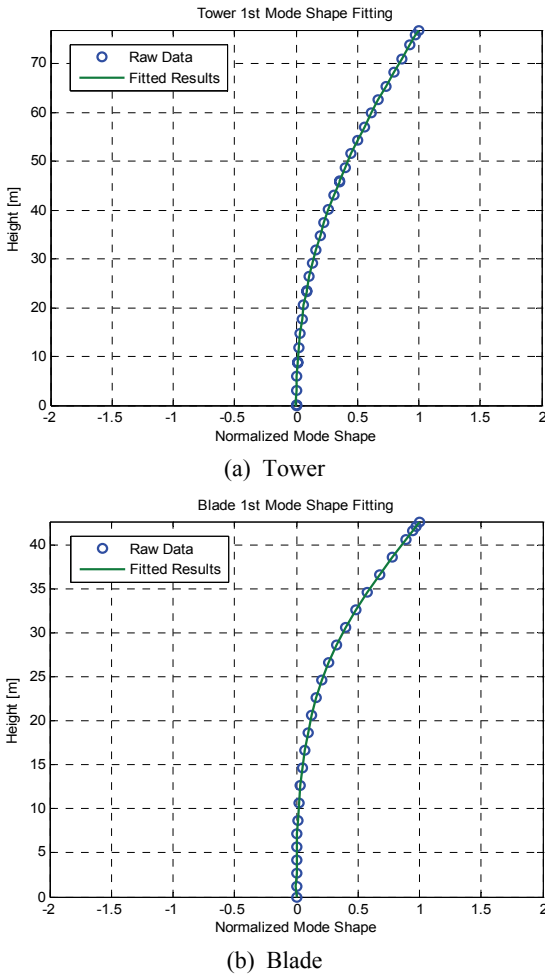 Tower 1st Mode Shape Fitting
Raw Data
Fitted Results
70
60
50
40
30
20
10
0
Height [m]
-2 -1.5 -1 -0.5 0 0.5 1 1.5 2
Normalized Mode Shape
(a) Tower
Blade 1st Mode Shape Fitting
Raw Data
Fitted Results
40
35
30
25
20
15
10
5
0
Height [m]
-2 -1.5 -1 -0.5 0 0.5 1 1.5 2
Normalized Mode Shape
(b) Blade